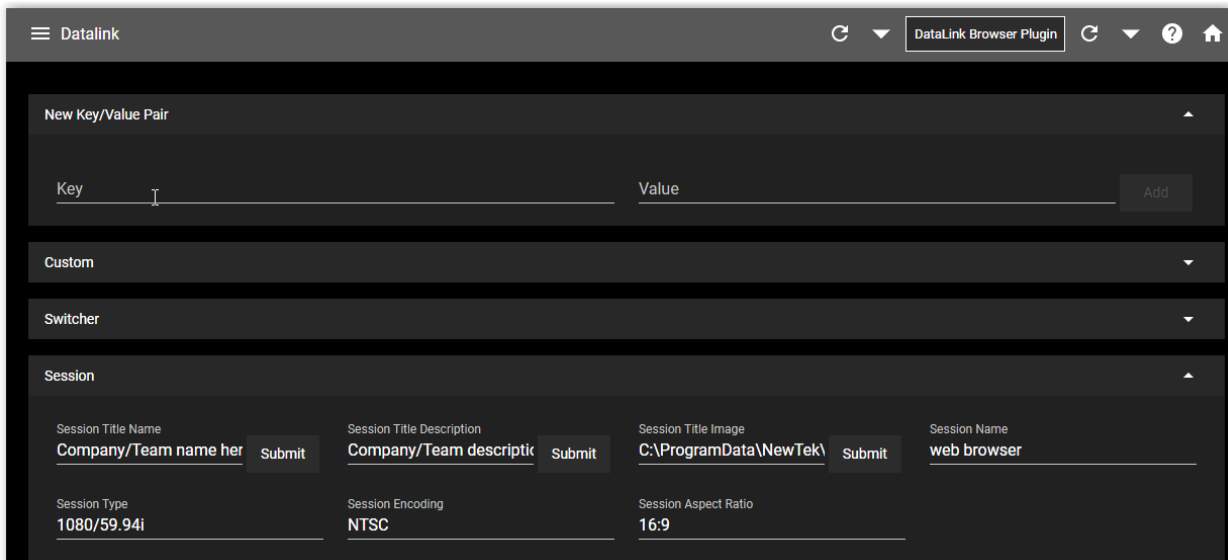 Datalink
DataLink Browser Plugin
New Key/Value Pair
Key
Value
Add
Custom
Switcher
Session
Session Title Name
Company/Team name her
Submit
Session Title Description
Company/Team descriptic
Submit
Session Title Image
C:\ProgramData\NewTek\
Submit
Session Name
web browser
Session Type
1080/59.94i
Session Encoding
NTSC
Session Aspect Ratio
16:9